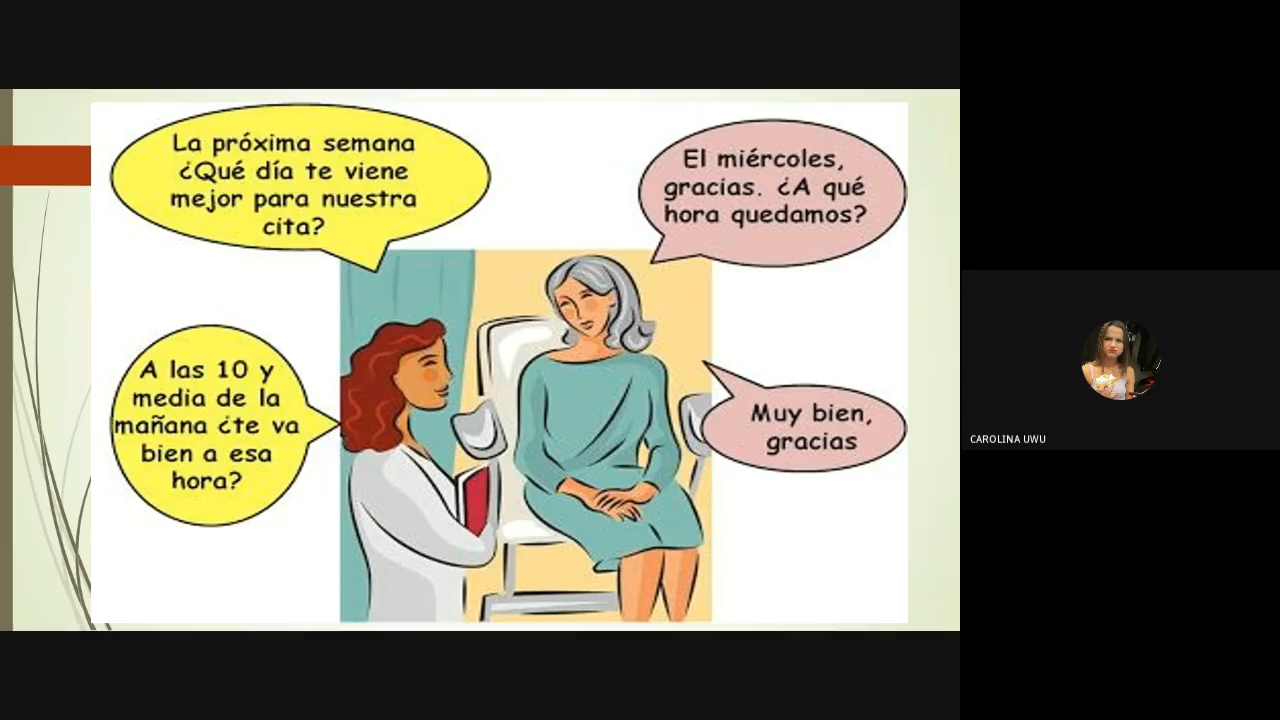 La próxima semana
¿Qué día te viene
mejor para nuestra
cita?
El miércoles,
gracias. ¿A qué
hora quedamos?
A las 10 y
media de la
mañana ¿te va
bien a esa
hora?
Muy bien,
gracias
CAROLINA UWU